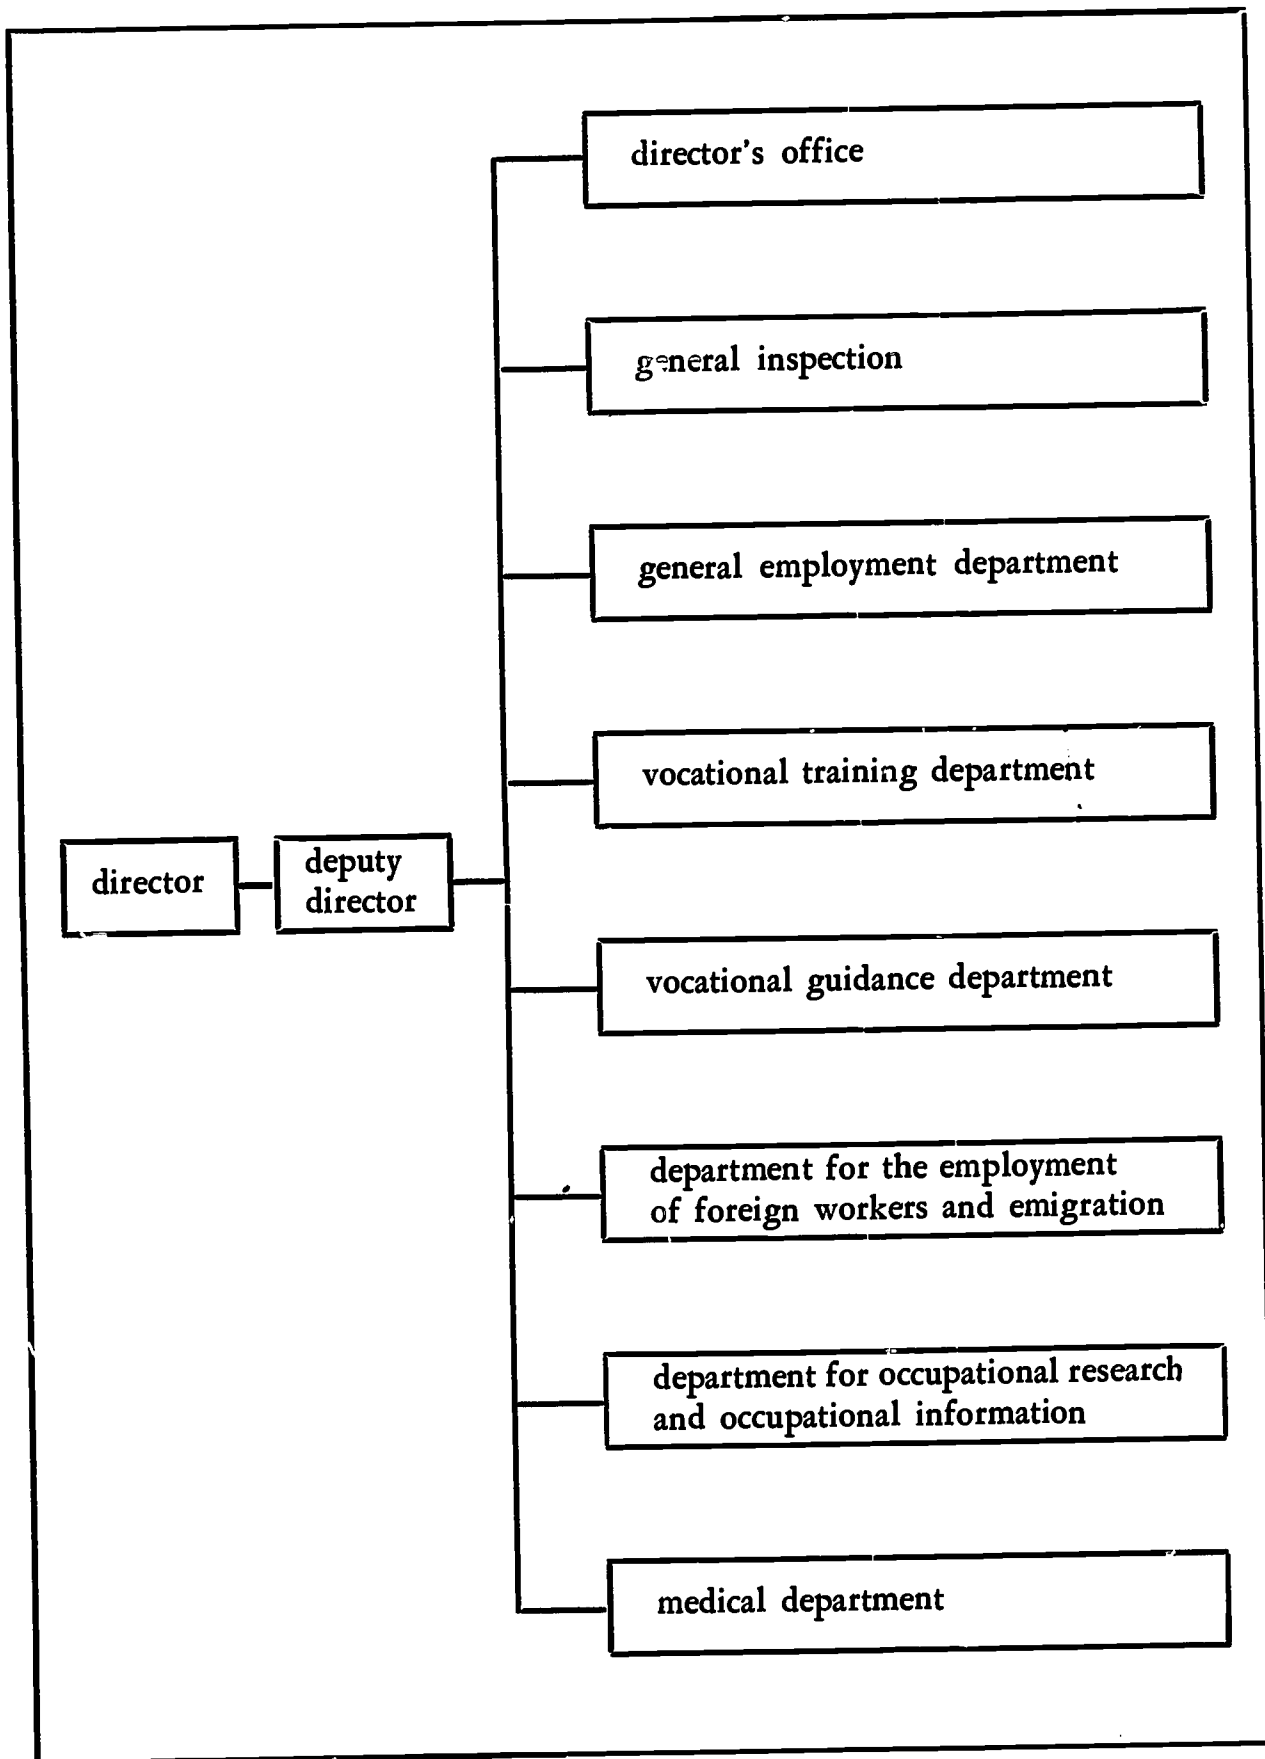 director's office
general inspection
general employment department
vocational training department
director
deputy
director
vocational guidance department
department for the employment
of foreign workers and emigration
department for occupational research
and occupational information
medical department